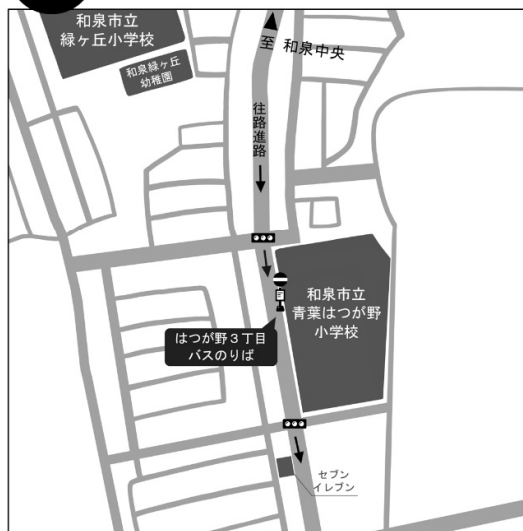 和泉市立
緑ヶ丘小学校
和泉緑ヶ丘
幼稚園
至 和泉中央
往路進路
和泉市立
青葉はつが野
小学校
はつが野3丁目
バスのりば
セブン
イレブン